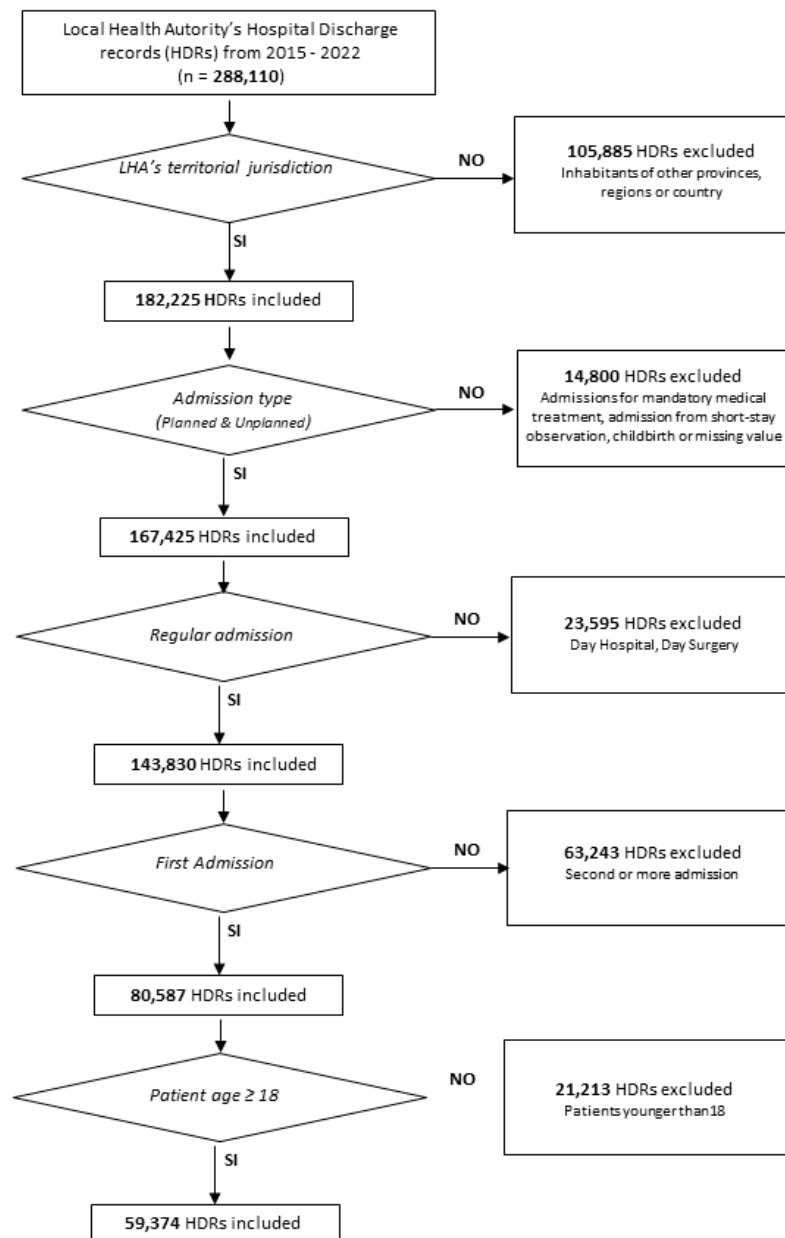 Local Health Autority's Hospital Discharge
records (HDRs) from 2015 - 2022
(n = 288,110)
LHA's territorial jurisdiction
NO
105,885 HDRs excluded
Inhabitants of other provinces,
regions or country
SI
182,225 HDRs included
Admission type
(Planned & Unplanned)
NO
14,800 HDRs excluded
Admissions for mandatory medical
treatment, admission from short-stay
observation, childbirth or missing value
SI
167,425 HDRs included
Regular admission
NO
23,595 HDRs excluded
Day Hospital, Day Surgery
SI
143,830 HDRs included
First Admission
NO
63,243 HDRs excluded
Second or more admission
SI
80,587 HDRs included
Patient age ≥ 18
NO
21,213 HDRs excluded
Patients younger than18
SI
59,374 HDRs included